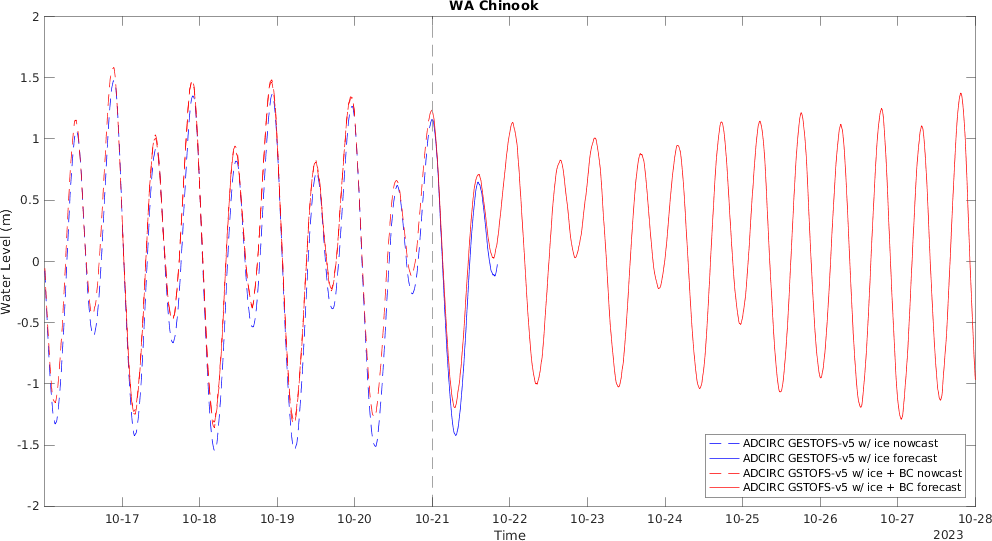 WA Chinook
2
1.5
1
0.5
0
-0.5
-1
-1.5
-2
Water Level (m)
ADCIRC GESTOFS-v5 w/ ice nowcast
ADCIRC GESTOFS-v5 w/ ice forecast
ADCIRC GSTOFS-v5 w/ ice + BC nowcast
ADCIRC GSTOFS-v5 w/ ice + BC forecast
10-17 10-18 10-19 10-20 10-21 10-22 10-23 10-24 10-25 10-26 10-27 10-28
Time
2023